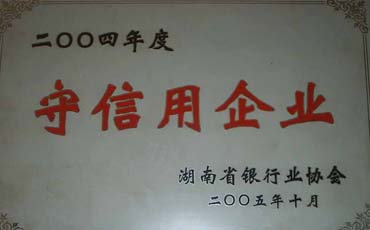 二〇〇四年度
守信用企业
湖南省银行业协会
二〇〇五年十月